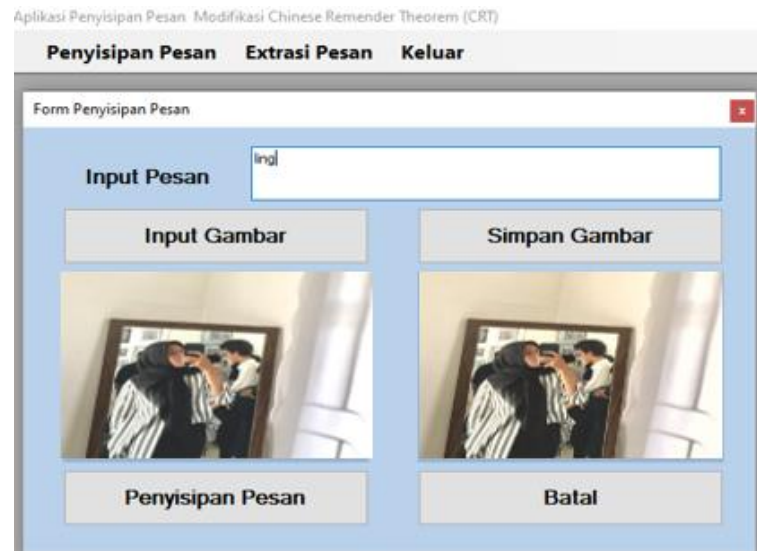 Aplikasi Penyisipan Pesan Modifikasi Chinese Remender Theorem (CRT)
Penyisipan Pesan Extrasi Pesan Keluar
Form Penyisipan Pesan x
Input Pesan ling
Input Gambar Simpan Gambar
Penyisipan Pesan Batal